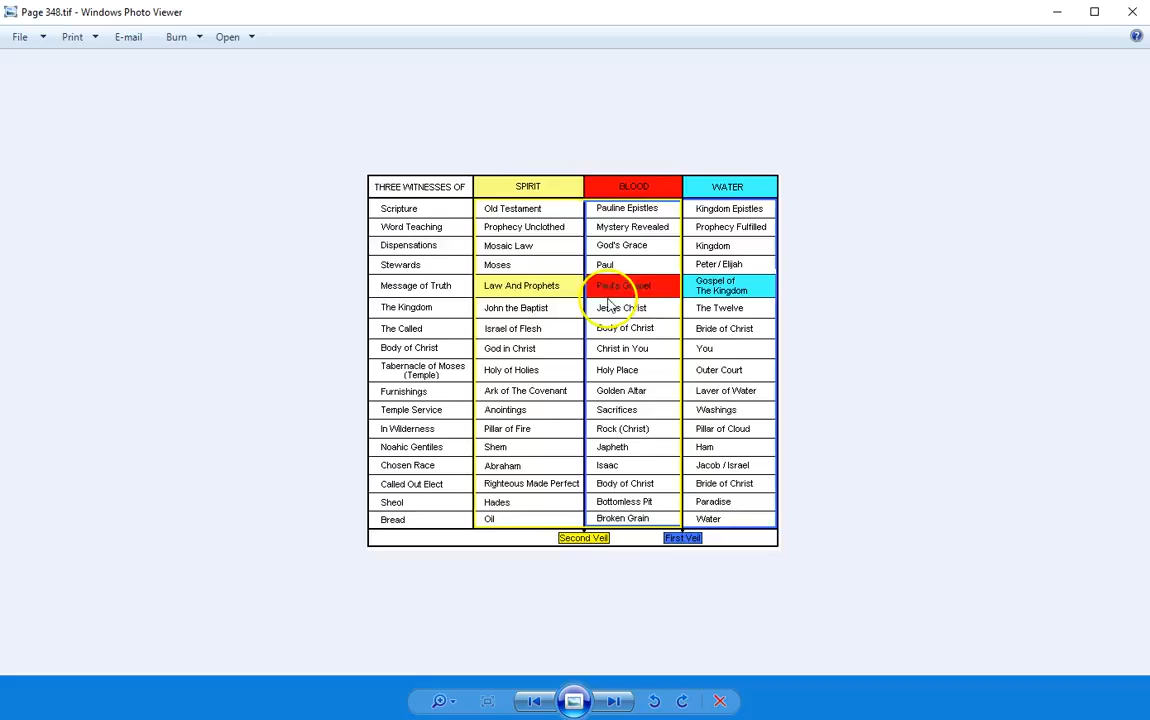 Page 348.tif - Windows Photo Viewer
File Print E-mail Burn Open
THREE WITNESSES OF SPIRIT BLOOD WATER
Scripture Old Testament Pauline Epistles Kingdom Epistles
Word Teaching Prophecy Unclothed Mystery Revealed Prophecy Fulfilled
Dispensations Mosaic Law God's Grace Kingdom
Stewards Moses Paul Peter / Elijah
Message of Truth Law And Prophets Paul's Gospel Gospel of
The Kingdom
The Kingdom John the Baptist Jesus Christ The Twelve
The Called Israel of Flesh Body of Christ Bride of Christ
Body of Christ God in Christ Christ in You You
Tabernacle of Moses Holy of Holies Holy Place Outer Court
(Temple)
Furnishings Ark of The Covenant Golden Altar Laver of Water
Temple Service Anointings Sacrifices Washings
In Wilderness Pillar of Fire Rock (Christ) Pillar of Cloud
Noahic Gentiles Shem Japheth Ham
Chosen Race Abraham Isaac Jacob / Israel
Called Out Elect Righteous Made Perfect Body of Christ Bride of Christ
Sheol Hades Bottomless Pit Paradise
Bread Oil Broken Grain Water
Second Veil First Veil